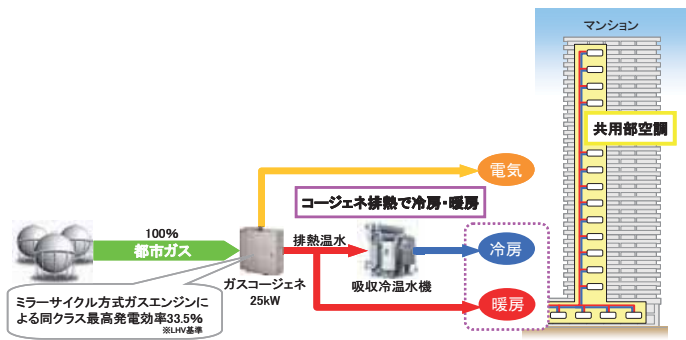 マンション
共用部空調
電気
コージェネ排熱で冷房・暖房
100%
都市ガス
排熱温水
冷房
ガスコージェネ
25kW
吸収冷温水機
暖房
ミラーサイクル方式ガスエンジンに
よる同クラス最高発電効率33.5%
※LHV基準